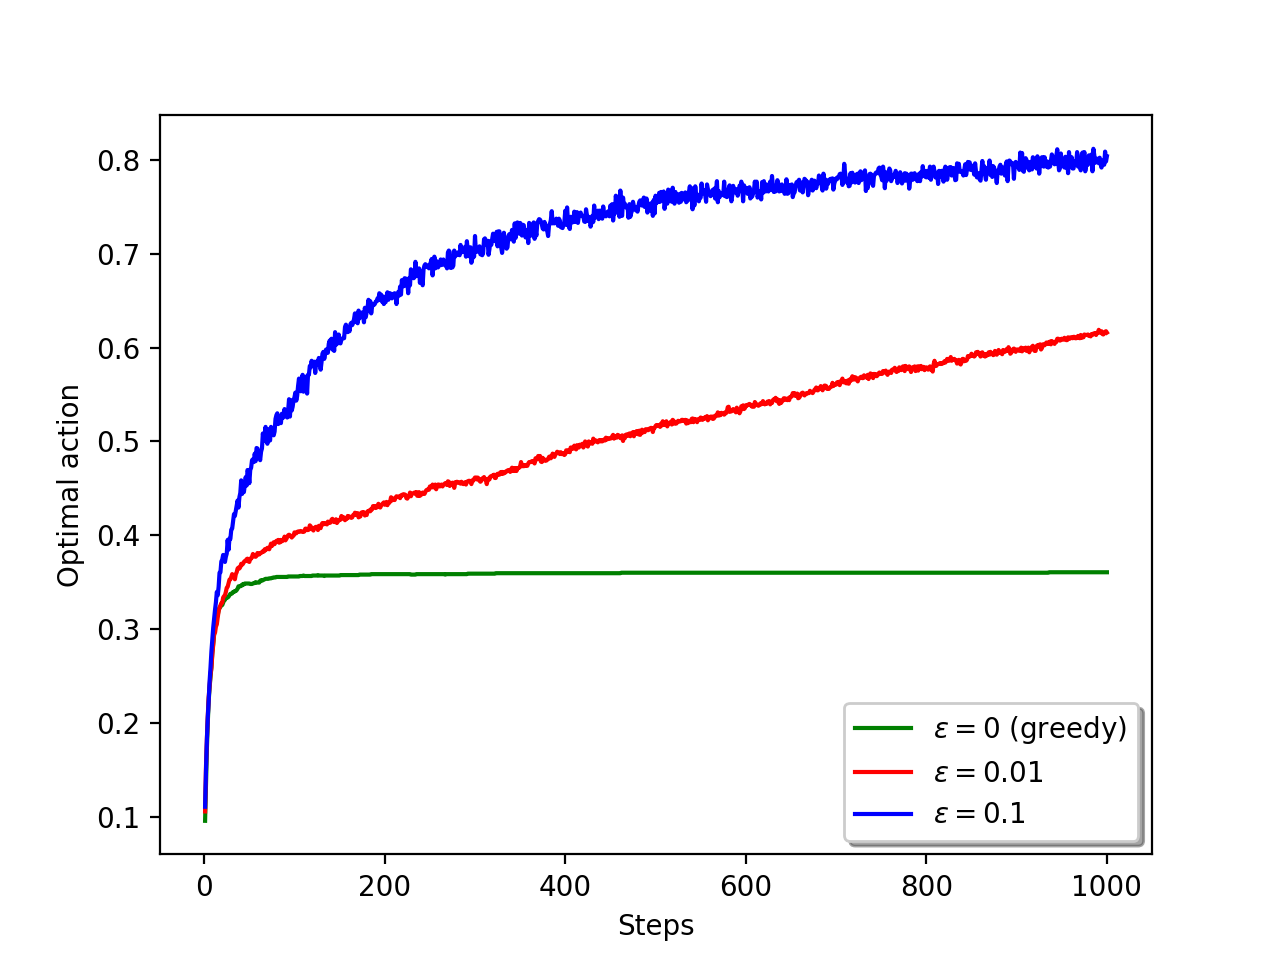 0.8
0.7
0.6
0.5
0.4
0.3
0.2
0.1
Optimal action
0 200 400 600 800 1000
Steps
ε = 0 (greedy)
ε = 0.01
ε = 0.1